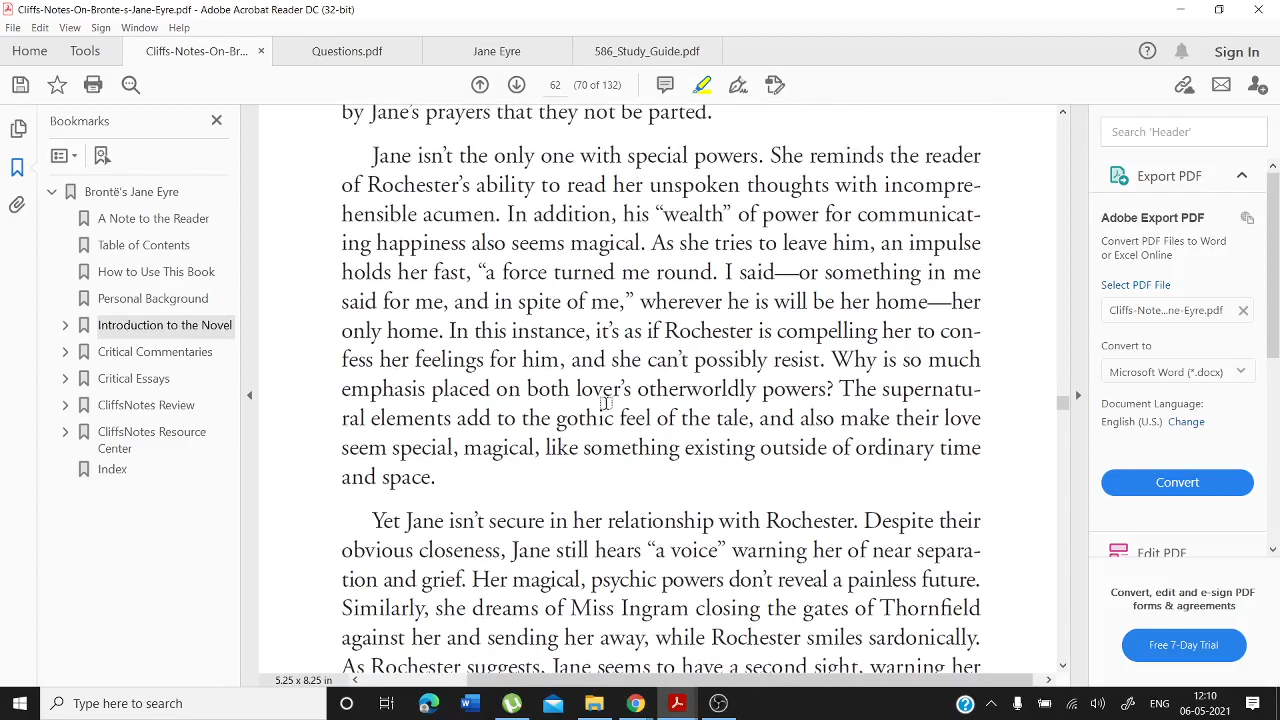 Cliffs-Notes-On-Bronte-s-Jane-Eyre.pdf - Adobe Acrobat Reader DC (32-bit)
File Edit View Sign Window Help
Home Tools Cliffs-Notes-On-Br... × Questions.pdf Jane Eyre 586_Study_Guide.pdf Sign In
62 (70 of 132)
Bookmarks
Brontë's Jane Eyre
A Note to the Reader
Table of Contents
How to Use This Book
Personal Background
Introduction to the Novel
Critical Commentaries
Critical Essays
CliffsNotes Review
CliffsNotes Resource
Center
Index
by Jane's prayers that they not be parted.
Jane isn't the only one with special powers. She reminds the reader
of Rochester's ability to read her unspoken thoughts with incompre-
hensible acumen. In addition, his “wealth” of power for communicat-
ing happiness also seems magical. As she tries to leave him, an impulse
holds her fast, “a force turned me round. I said—or something in me
said for me, and in spite of me,” wherever he is will be her home—her
only home. In this instance, it's as if Rochester is compelling her to con-
fess her feelings for him, and she can't possibly resist. Why is so much
emphasis placed on both lover's otherworldly powers? The supernatu-
ral elements add to the gothic feel of the tale, and also make their love
seem special, magical, like something existing outside of ordinary time
and space.
Yet Jane isn't secure in her relationship with Rochester. Despite their
obvious closeness, Jane still hears “a voice” warning her of near separa-
tion and grief. Her magical, psychic powers don't reveal a painless future.
Similarly, she dreams of Miss Ingram closing the gates of Thornfield
against her and sending her away, while Rochester smiles sardonically.
As Rochester suggests, Jane seems to have a second sight, warning her
5.25 x 8.25 in
Search 'Header'
Export PDF
Adobe Export PDF
Convert PDF Files to Word
or Excel Online
Select PDF File
Cliffs-Note...ne-Eyre.pdf
Convert to
Microsoft Word (*.docx)
Document Language:
English (U.S.) Change
Convert
Edit PDF
Convert, edit and e-sign PDF
forms & agreements
Free 7-Day Trial
Type here to search
ENG
12:10
06-05-2021